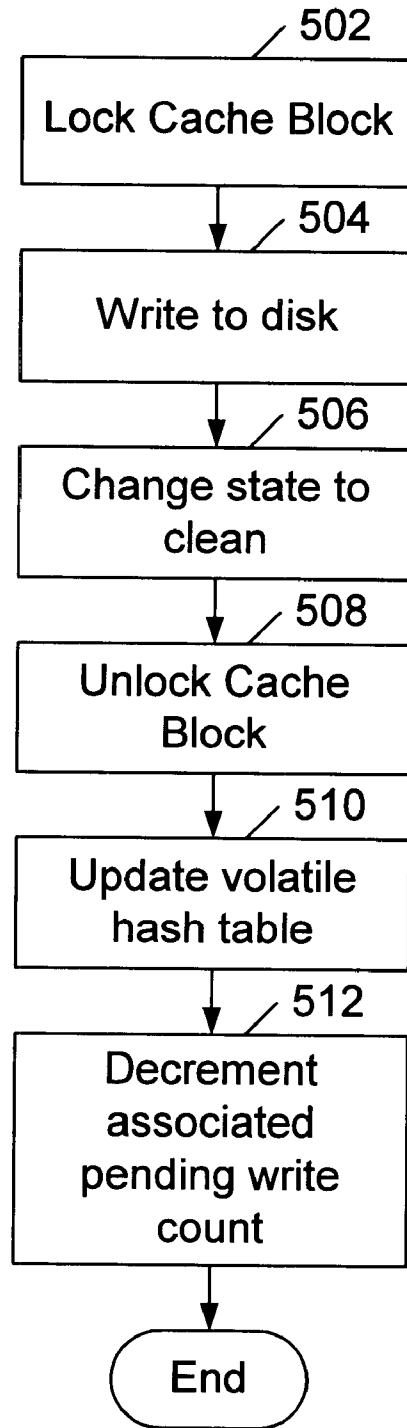 502
Lock Cache Block
504
Write to disk
506
Change state to
clean
508
Unlock Cache
Block
510
Update volatile
hash table
512
Decrement
associated
pending write
count
End